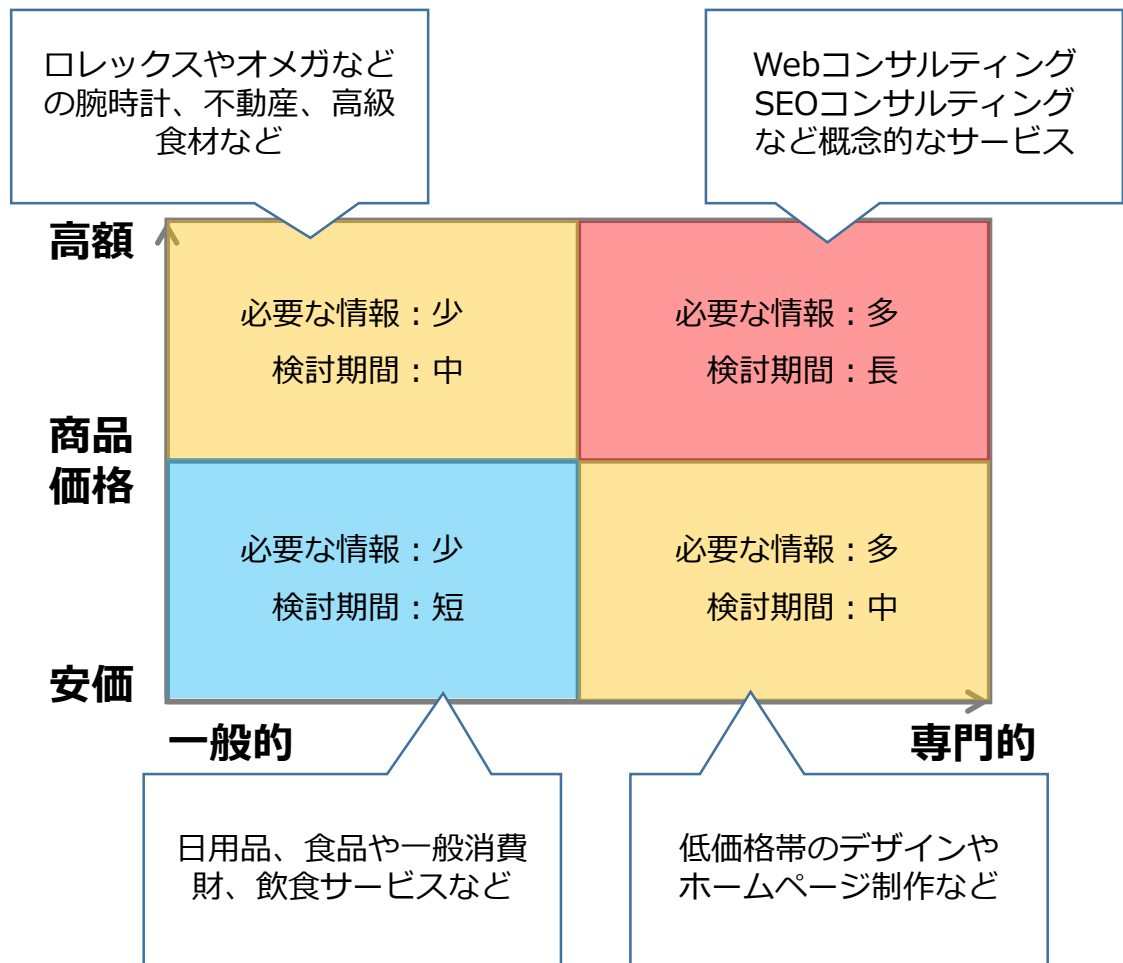 ロレックスやオメガなど
の腕時計、不動産、高級
食材など
Webコンサルティング
SEOコンサルティング
など概念的なサービス
高額
必要な情報：少
検討期間：中
必要な情報：多
検討期間：長
商品
価格
必要な情報：少
検討期間：短
必要な情報：多
検討期間：中
安価
一般的
専門的
日用品、食品や一般消費
財、飲食サービスなど
低価格帯のデザインや
ホームページ制作など